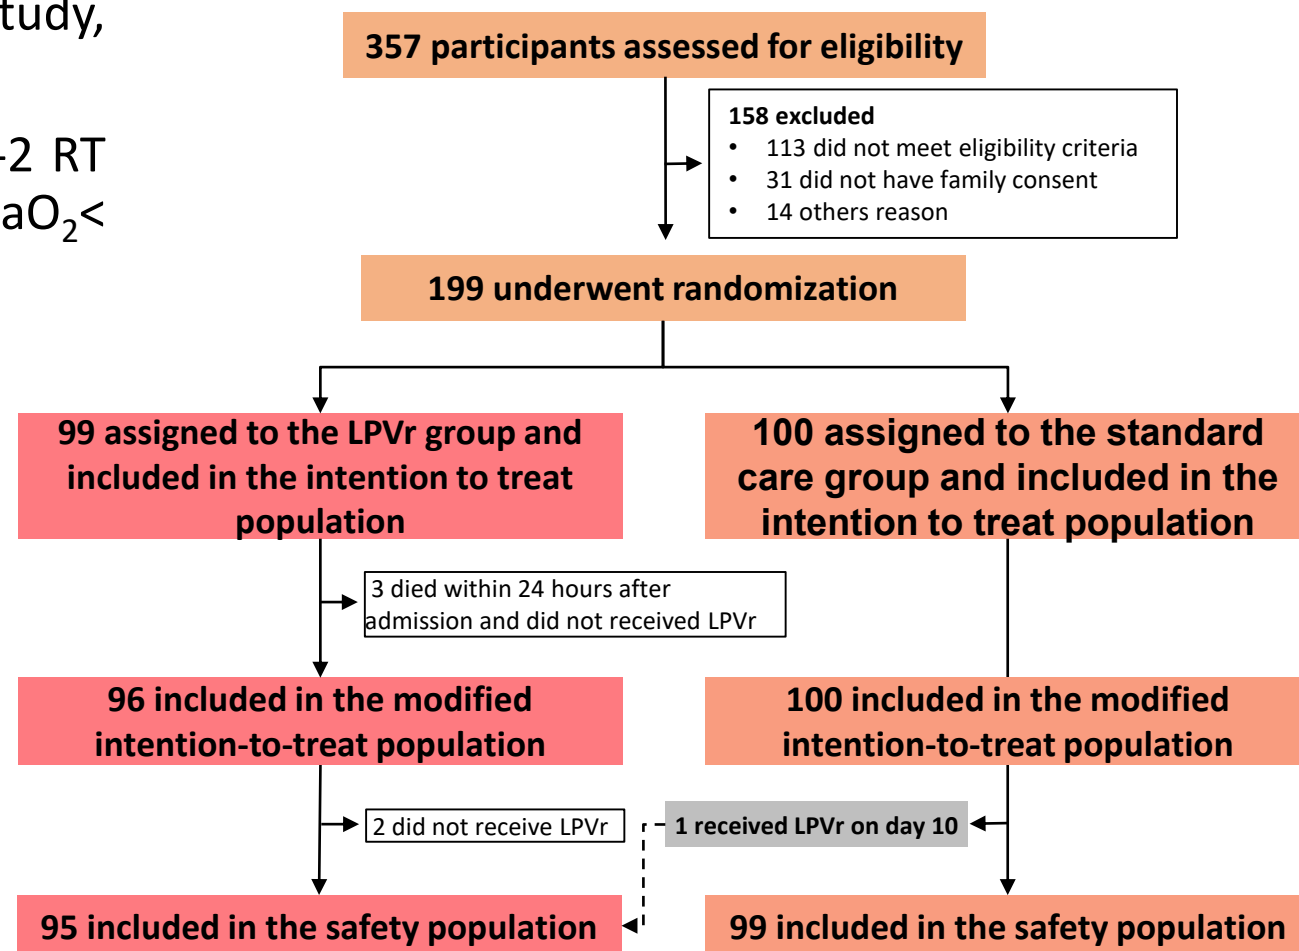 tudy,
-2 RT
aO₂<
357 participants assessed for eligibility
158 excluded
• 113 did not meet eligibility criteria
• 31 did not have family consent
• 14 others reason
199 underwent randomization
99 assigned to the LPVr group and
included in the intention to treat
population
100 assigned to the standard
care group and included in the
intention to treat population
3 died within 24 hours after
admission and did not received LPVr
96 included in the modified
intention-to-treat population
100 included in the modified
intention-to-treat population
2 did not receive LPVr
1 received LPVr on day 10
95 included in the safety population
99 included in the safety population